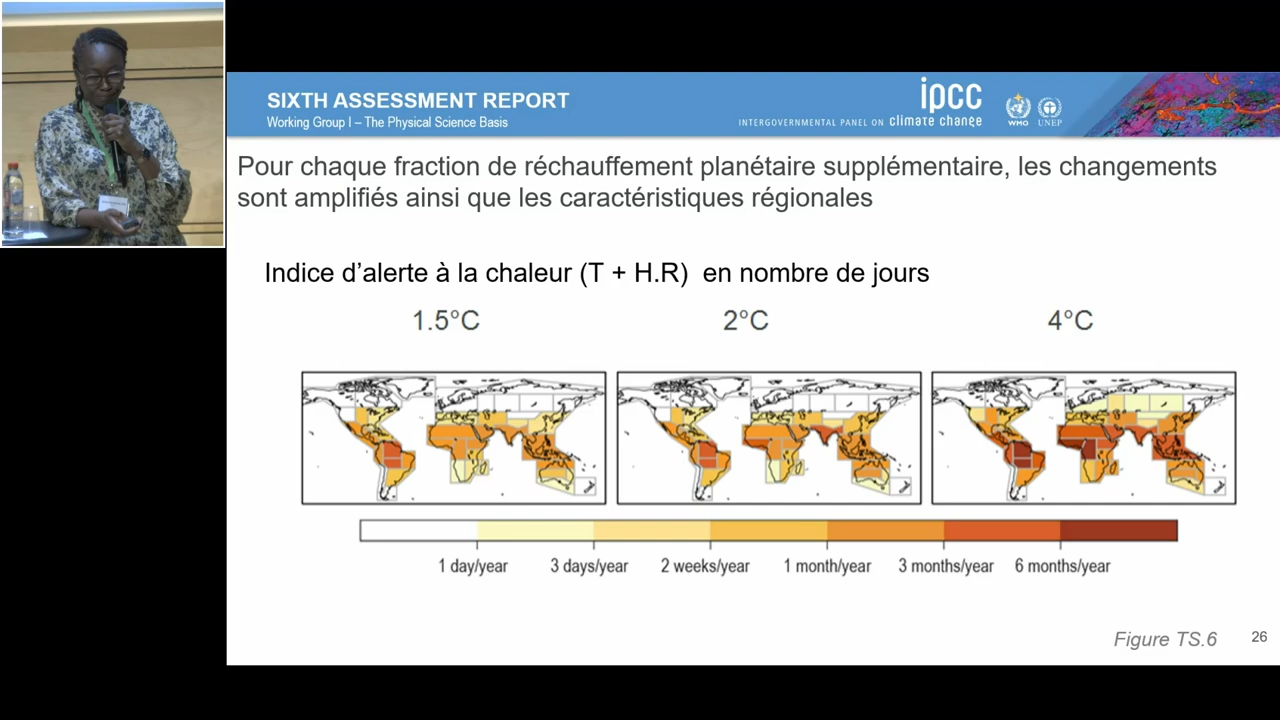 SIXTH ASSESSMENT REPORT
Working Group I – The Physical Science Basis
ipcc
INTERGOVERNMENTAL PANEL ON climate change
WMO UNEP
Pour chaque fraction de réchauffement planétaire supplémentaire, les changements
sont amplifiés ainsi que les caractéristiques régionales
Indice d’alerte à la chaleur (T + H.R) en nombre de jours
1.5°C 2°C 4°C
1 day/year 3 days/year 2 weeks/year 1 month/year 3 months/year 6 months/year
Figure TS.6 26